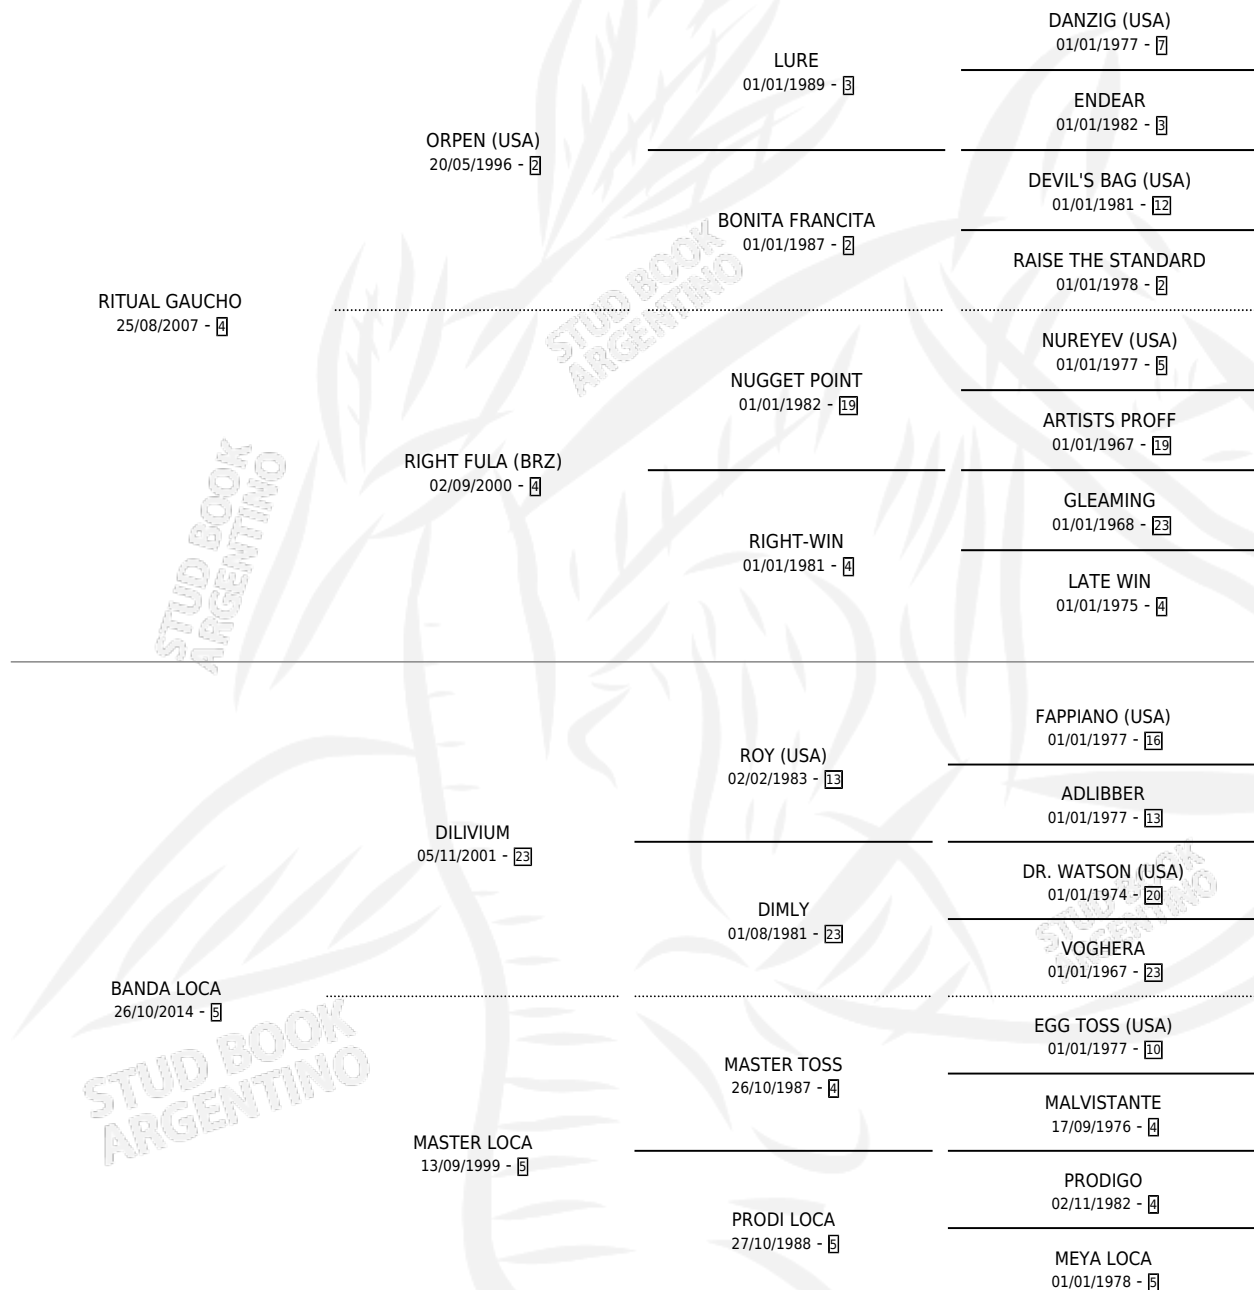 DANZIG (USA)
01/01/1977 - 7
LURE
01/01/1989 - 3
ENDEAR
01/01/1982 - 3
ORPEN (USA)
20/05/1996 - 2
DEVIL'S BAG (USA)
01/01/1981 - 12
BONITA FRANCITA
01/01/1987 - 2
RAISE THE STANDARD
01/01/1978 - 2
RITUAL GAUCHO
25/08/2007 - 4
NUREYEV (USA)
01/01/1977 - 5
NUGGET POINT
01/01/1982 - 19
ARTISTS PROFF
01/01/1967 - 19
RIGHT FULA (BRZ)
02/09/2000 - 4
GLEAMING
01/01/1968 - 23
RIGHT-WIN
01/01/1981 - 4
LATE WIN
01/01/1975 - 4
FAPPIANO (USA)
01/01/1977 - 16
ROY (USA)
02/02/1983 - 13
ADLIBBER
01/01/1977 - 13
DILIVIUM
05/11/2001 - 23
DR. WATSON (USA)
01/01/1974 - 20
DIMLY
01/08/1981 - 23
VOGHERA
01/01/1967 - 23
BANDA LOCA
26/10/2014 - 5
EGG TOSS (USA)
01/01/1977 - 10
MASTER TOSS
26/10/1987 - 4
MALVISTANTE
17/09/1976 - 4
MASTER LOCA
13/09/1999 - 5
PRODIGO
02/11/1982 - 4
PRODI LOCA
27/10/1988 - 5
MEYA LOCA
01/01/1978 - 5
STUD BOOK
ARGENTINO
STUD BOOK
ARGENTINO
STUD BOOK
ARGENTINO
STUD BOOK
ARGENTINO